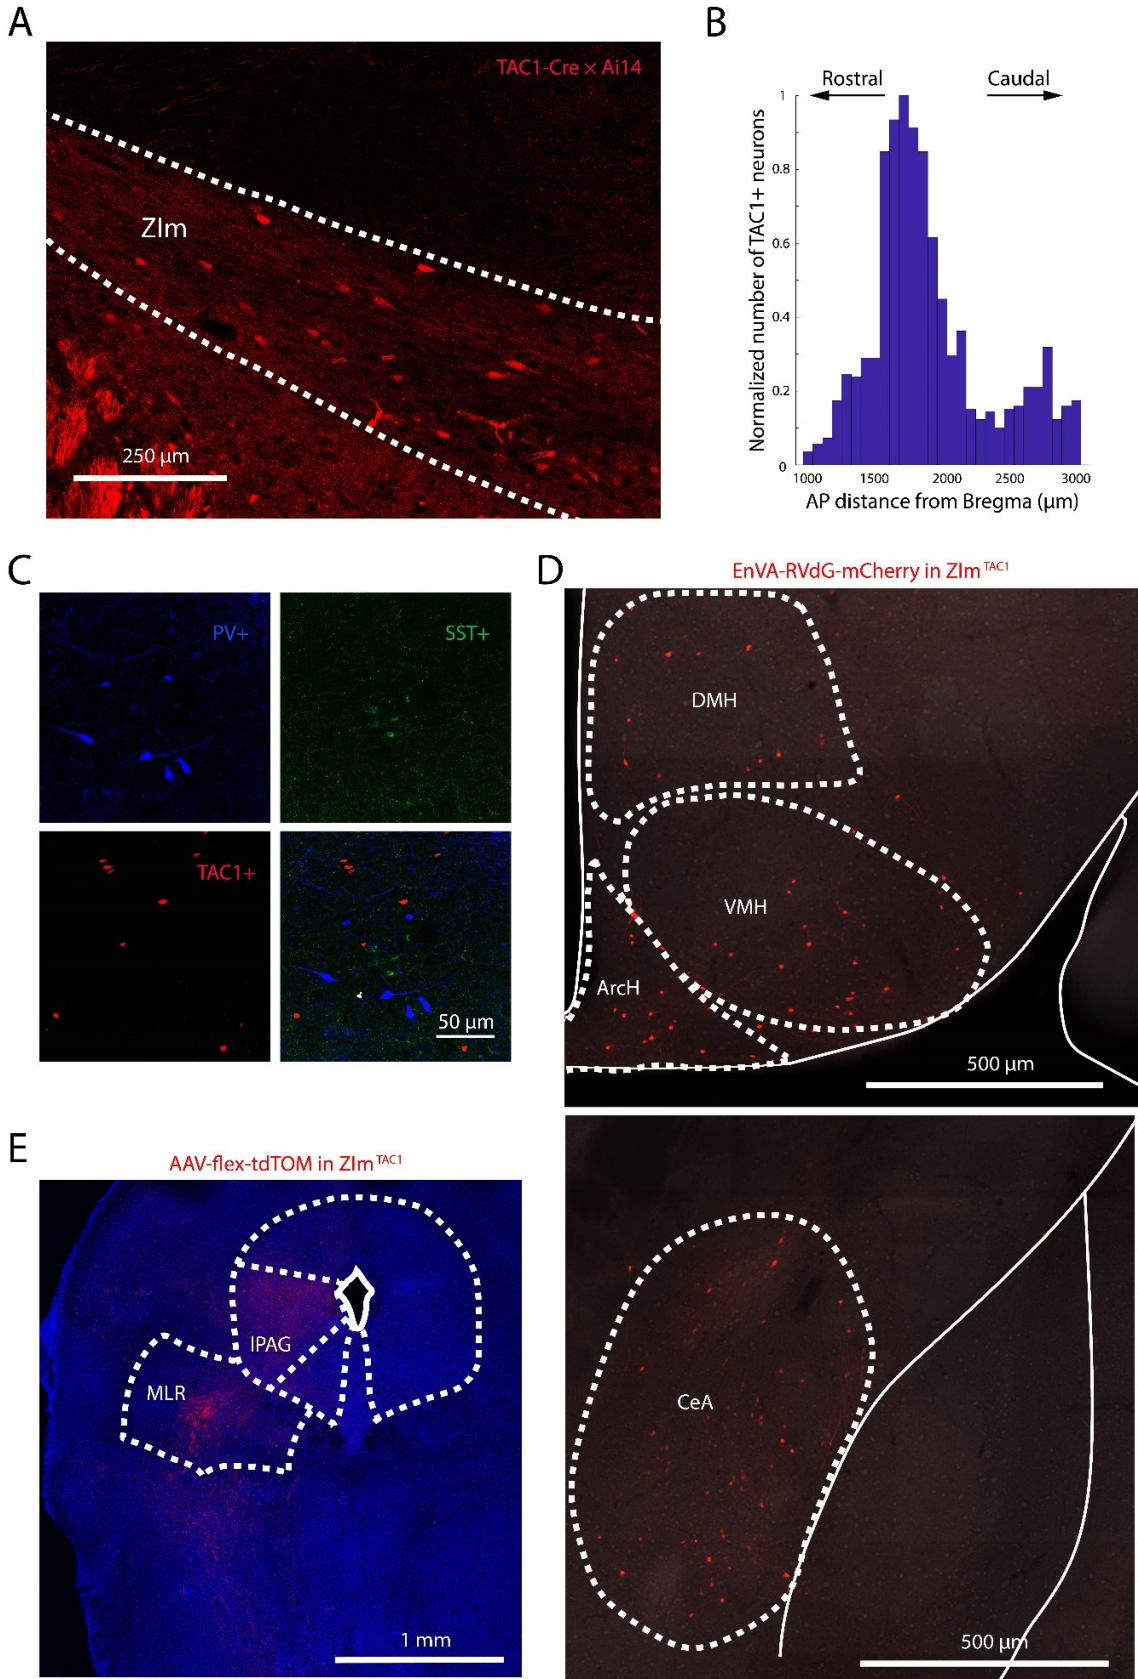 A
TAC1-Cre × Ai14
ZIm
250 µm
B
Rostral
Caudal
Normalized number of TAC1+ neurons
1
0.8
0.6
0.4
0.2
0
1000 1500 2000 2500 3000
AP distance from Bregma (µm)
C
PV+
SST+
TAC1+
50 µm
D
EnVA-RVdG-mCherry in ZIm TAC1
DMH
VMH
ArcH
500 µm
CeA
500 µm
E
AAV-flex-tdTOM in ZIm TAC1
lPAG
MLR
1 mm